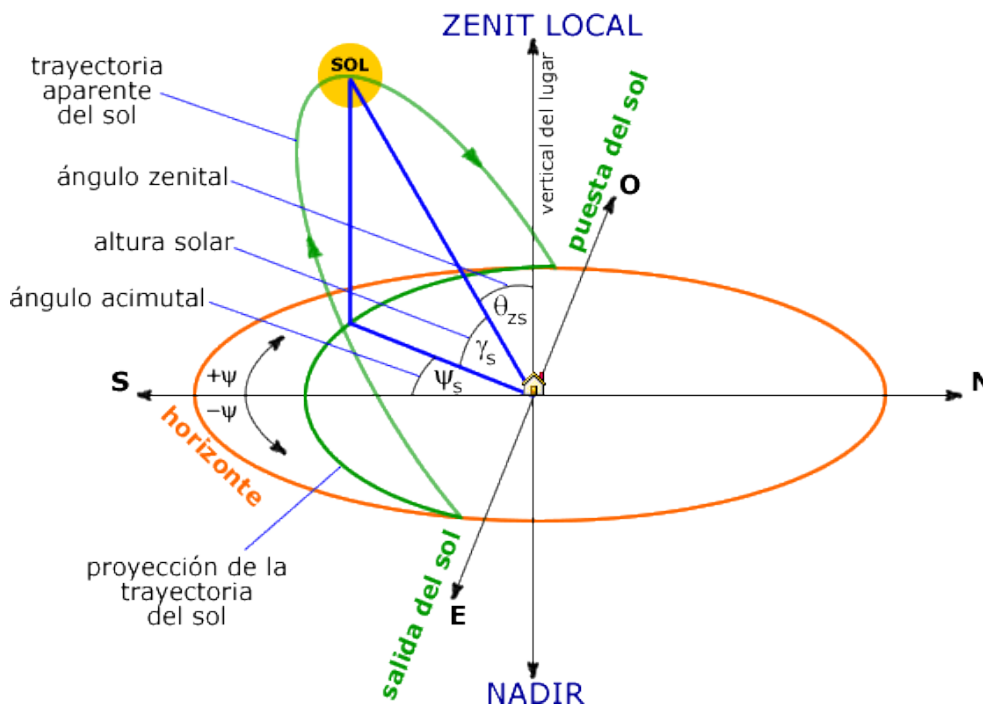 ZENIT LOCAL
trayectoria
aparente
del sol
SOL
vertical del lugar
puesta del sol
O
ángulo zenital
altura solar
ángulo acimutal
θzs
γs
ψs
S
N
+ψ
−ψ
horizonte
proyección de la
trayectoria
del sol
salida del sol
E
NADIR